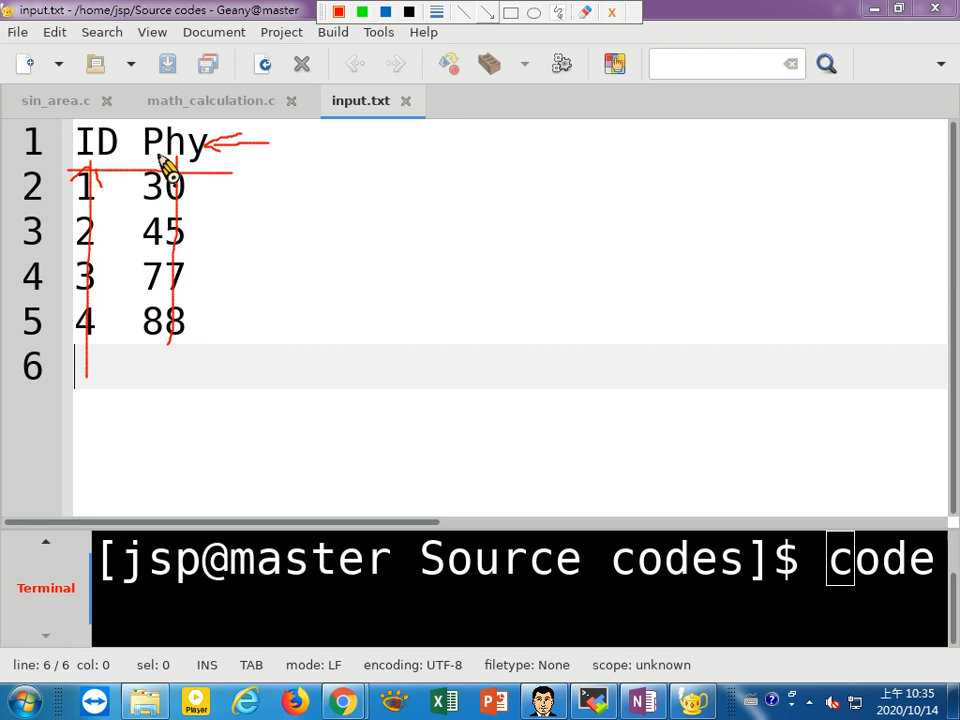 input.txt - /home/jsp/Source codes - Geany@master
File Edit Search View Document Project Build Tools Help
sin_area.c math_calculation.c input.txt
1 ID Phy
2 1 30
3 2 45
4 3 77
5 4 88
6
[jsp@master Source codes]$ code
Terminal
line: 6 / 6 col: 0 sel: 0 INS TAB mode: LF encoding: UTF-8 filetype: None scope: unknown
Player
上午 10:35
2020/10/14